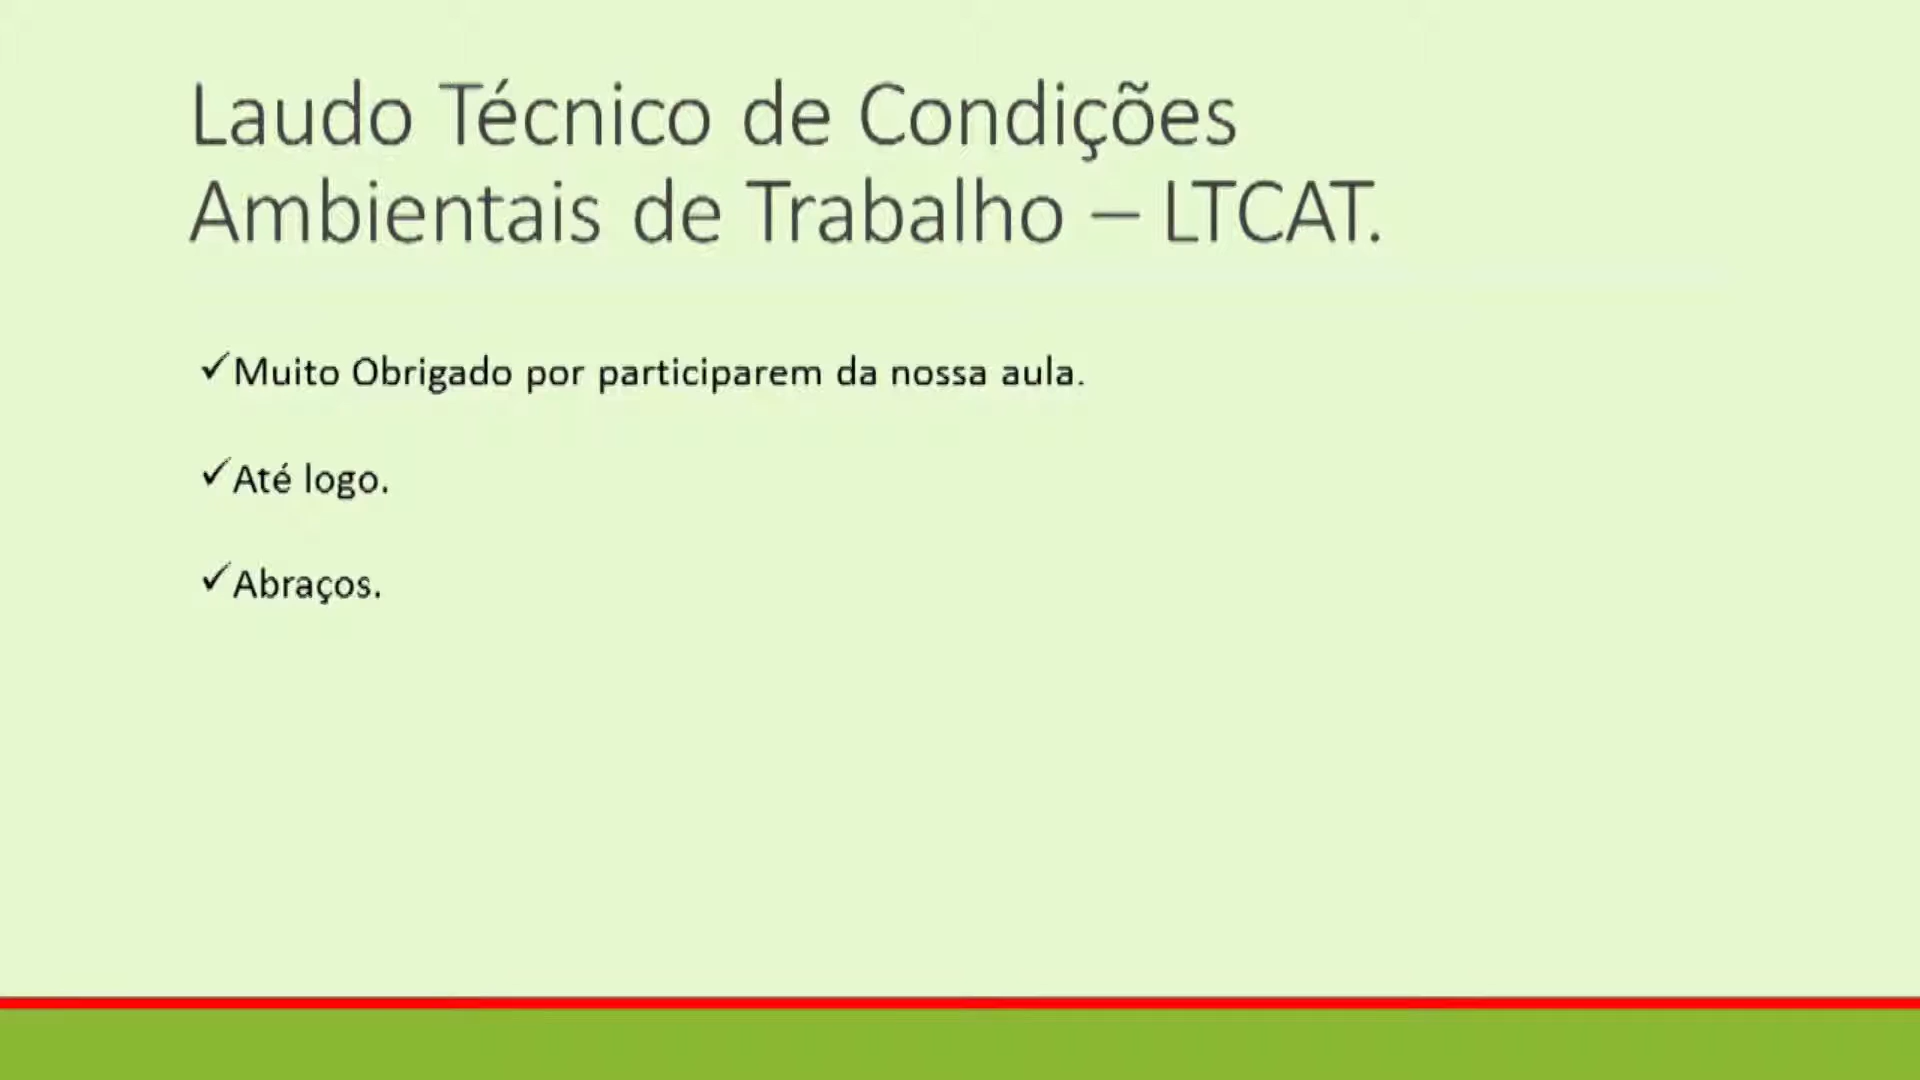 Laudo Técnico de Condições
Ambientais de Trabalho – LTCAT.
✓Muito Obrigado por participarem da nossa aula.
✓Até logo.
✓Abraços.